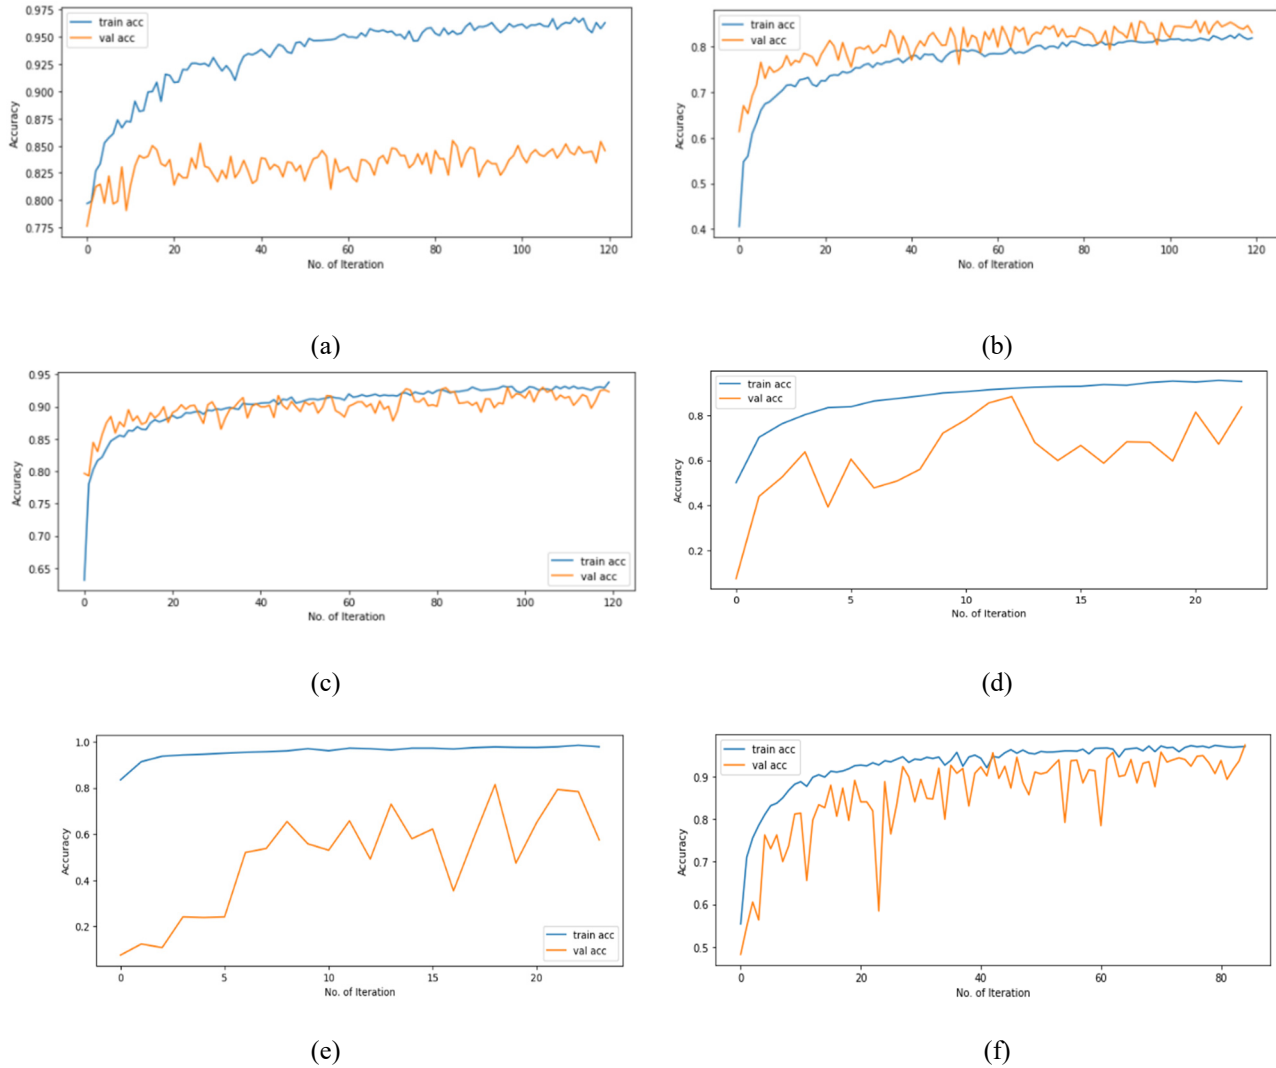 train acc
val acc
Accuracy
0.975
0.950
0.925
0.900
0.875
0.850
0.825
0.800
0.775
0 20 40 60 80 100 120
No. of Iteration
(a)
train acc
val acc
Accuracy
0.8
0.7
0.6
0.5
0.4
0 20 40 60 80 100 120
No. of Iteration
(b)
Accuracy
0.95
0.90
0.85
0.80
0.75
0.70
0.65
train acc
val acc
0 20 40 60 80 100 120
No. of Iteration
(c)
train acc
val acc
Accuracy
0.8
0.6
0.4
0.2
0 5 10 15 20
No. of Iteration
(d)
Accuracy
1.0
0.8
0.6
0.4
0.2
train acc
val acc
0 5 10 15 20
No. of Iteration
(e)
train acc
val acc
Accuracy
0.9
0.8
0.7
0.6
0.5
0 20 40 60 80
No. of Iteration
(f)